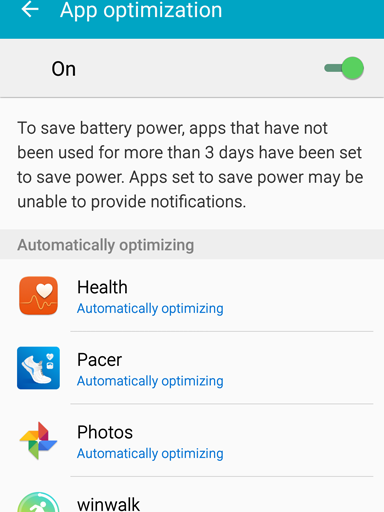 App optimization
On
To save battery power, apps that have not
been used for more than 3 days have been set
to save power. Apps set to save power may be
unable to provide notifications.
Automatically optimizing
Health
Automatically optimizing
Pacer
Automatically optimizing
Photos
Automatically optimizing
winwalk